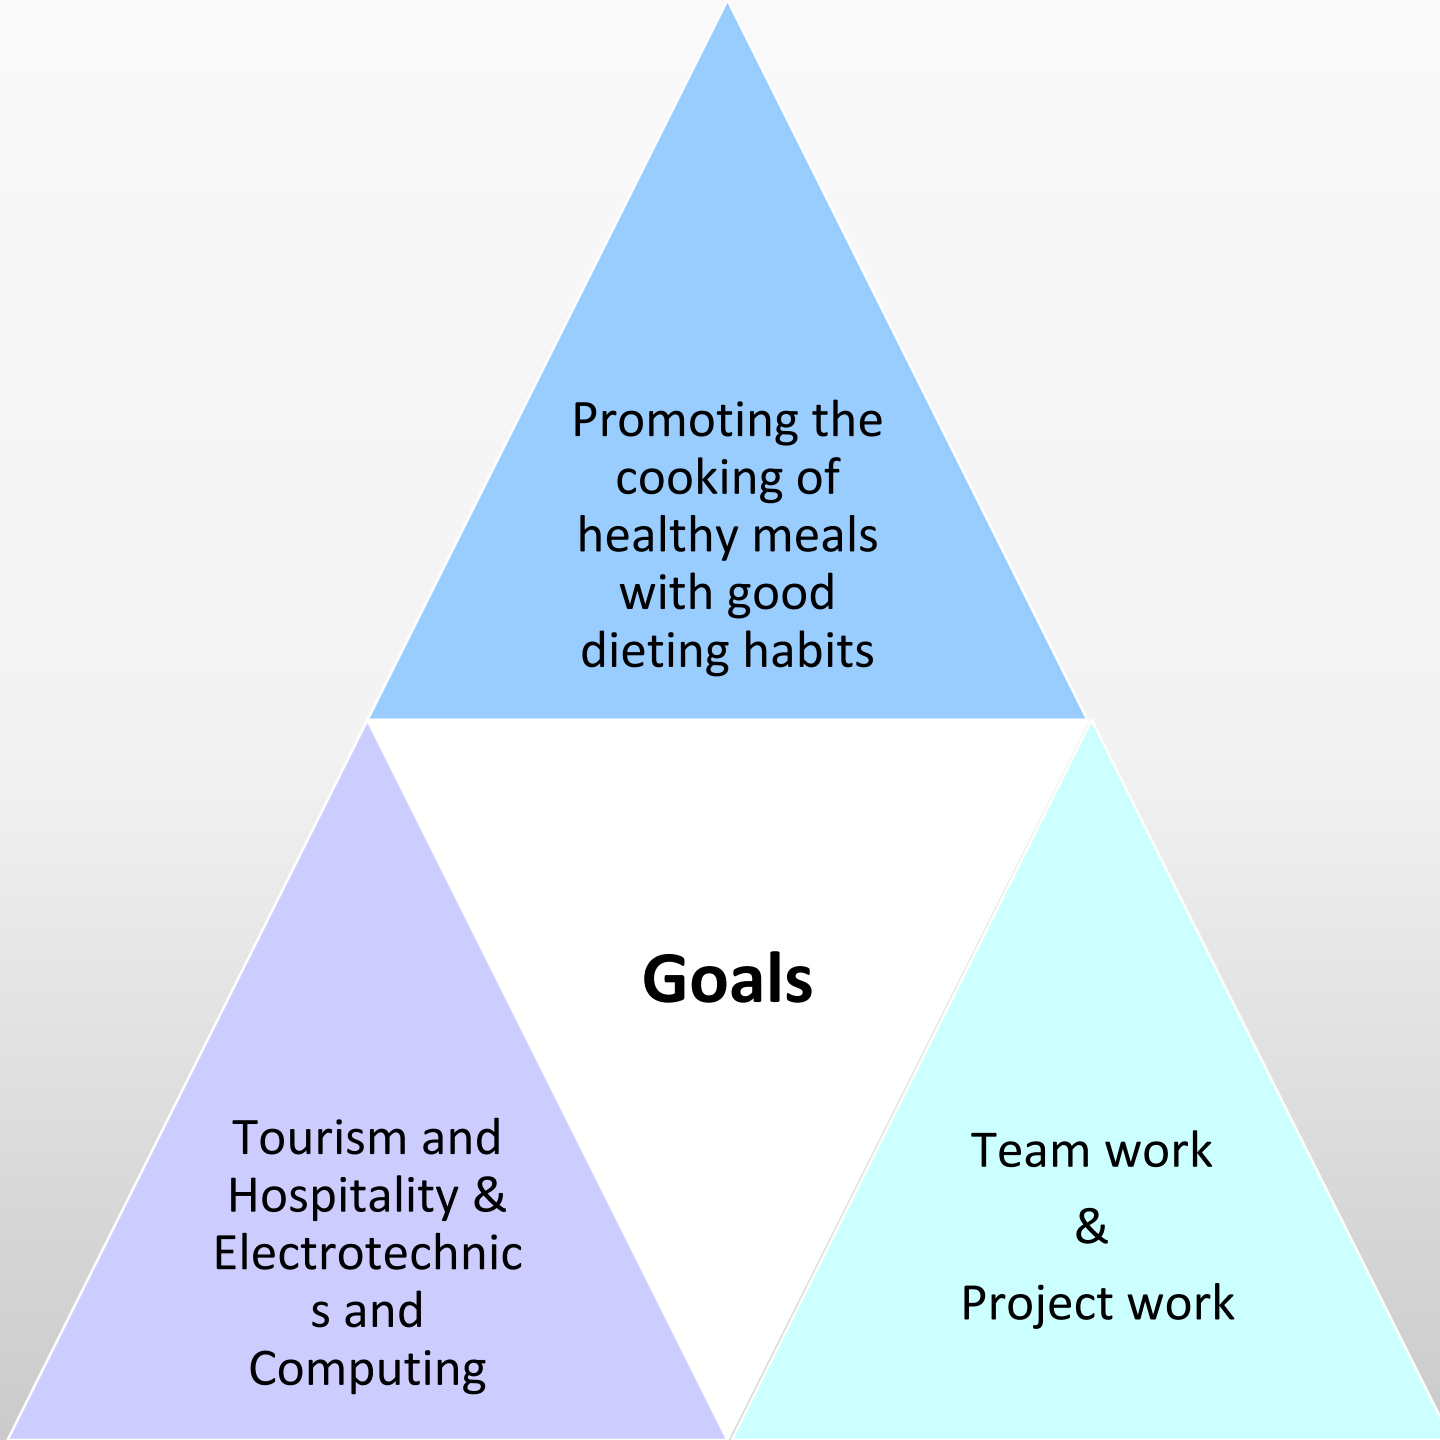 Promoting the
cooking of
healthy meals
with good
dieting habits
Goals
Tourism and
Hospitality &
Electrotechnic
s and
Computing
Team work
&
Project work